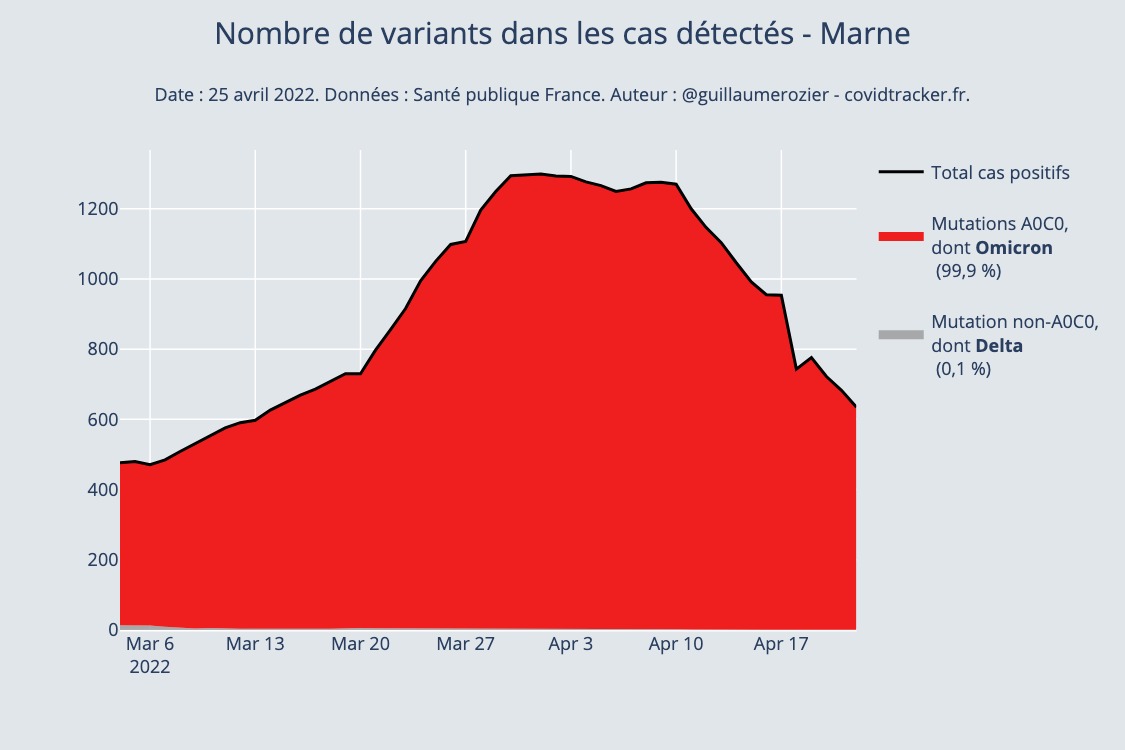 Nombre de variants dans les cas détectés - Marne
Date : 25 avril 2022. Données : Santé publique France. Auteur : @guillaumerozier - covidtracker.fr.
Total cas positifs
Mutations A0C0,
dont Omicron
(99,9 %)
Mutation non-A0C0,
dont Delta
(0,1 %)
1200
1000
800
600
400
200
0
Mar 6 Mar 13 Mar 20 Mar 27 Apr 3 Apr 10 Apr 17
2022